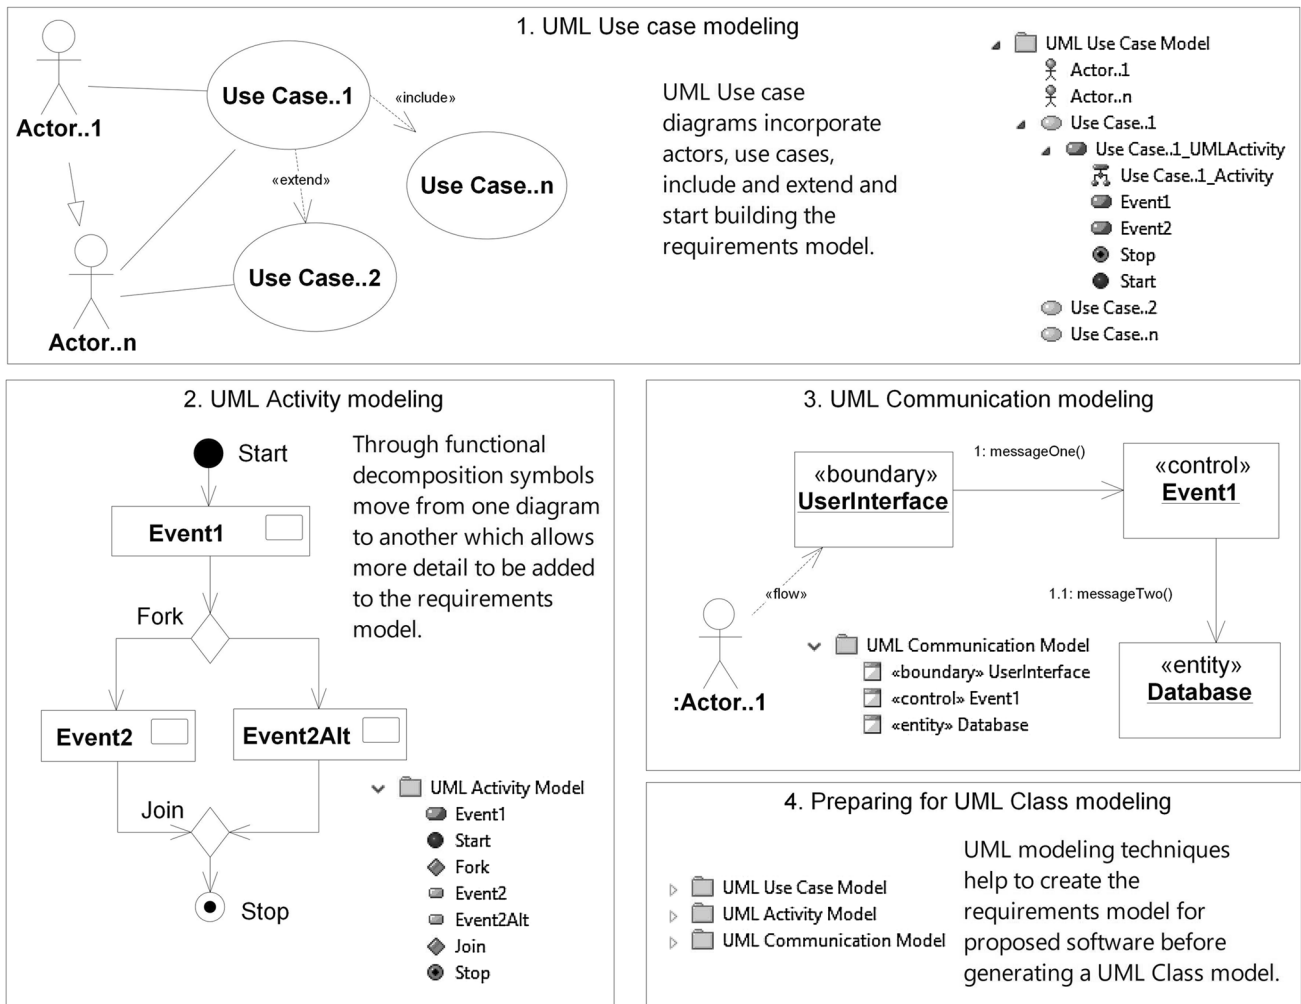 1. UML Use case modeling
Actor..1
Use Case..1
«include»
Use Case..n
«extend»
Use Case..2
Actor..n
UML Use case
diagrams incorporate
actors, use cases,
include and extend and
start building the
requirements model.
UML Use Case Model
Actor..1
Actor..n
Use Case..1
Use Case..1_UMLActivity
Use Case..1_Activity
Event1
Event2
Stop
Start
Use Case..2
Use Case..n
2. UML Activity modeling
Start
Event1
Fork
Event2
Event2Alt
Join
Stop
Through functional
decomposition symbols
move from one diagram
to another which allows
more detail to be added
to the requirements
model.
UML Activity Model
Event1
Start
Fork
Event2
Event2Alt
Join
Stop
3. UML Communication modeling
«boundary»
UserInterface
1: messageOne()
«control»
Event1
«flow»
1.1: messageTwo()
:Actor..1
«entity»
Database
UML Communication Model
«boundary» UserInterface
«control» Event1
«entity» Database
4. Preparing for UML Class modeling
UML Use Case Model
UML Activity Model
UML Communication Model
UML modeling techniques
help to create the
requirements model for
proposed software before
generating a UML Class model.